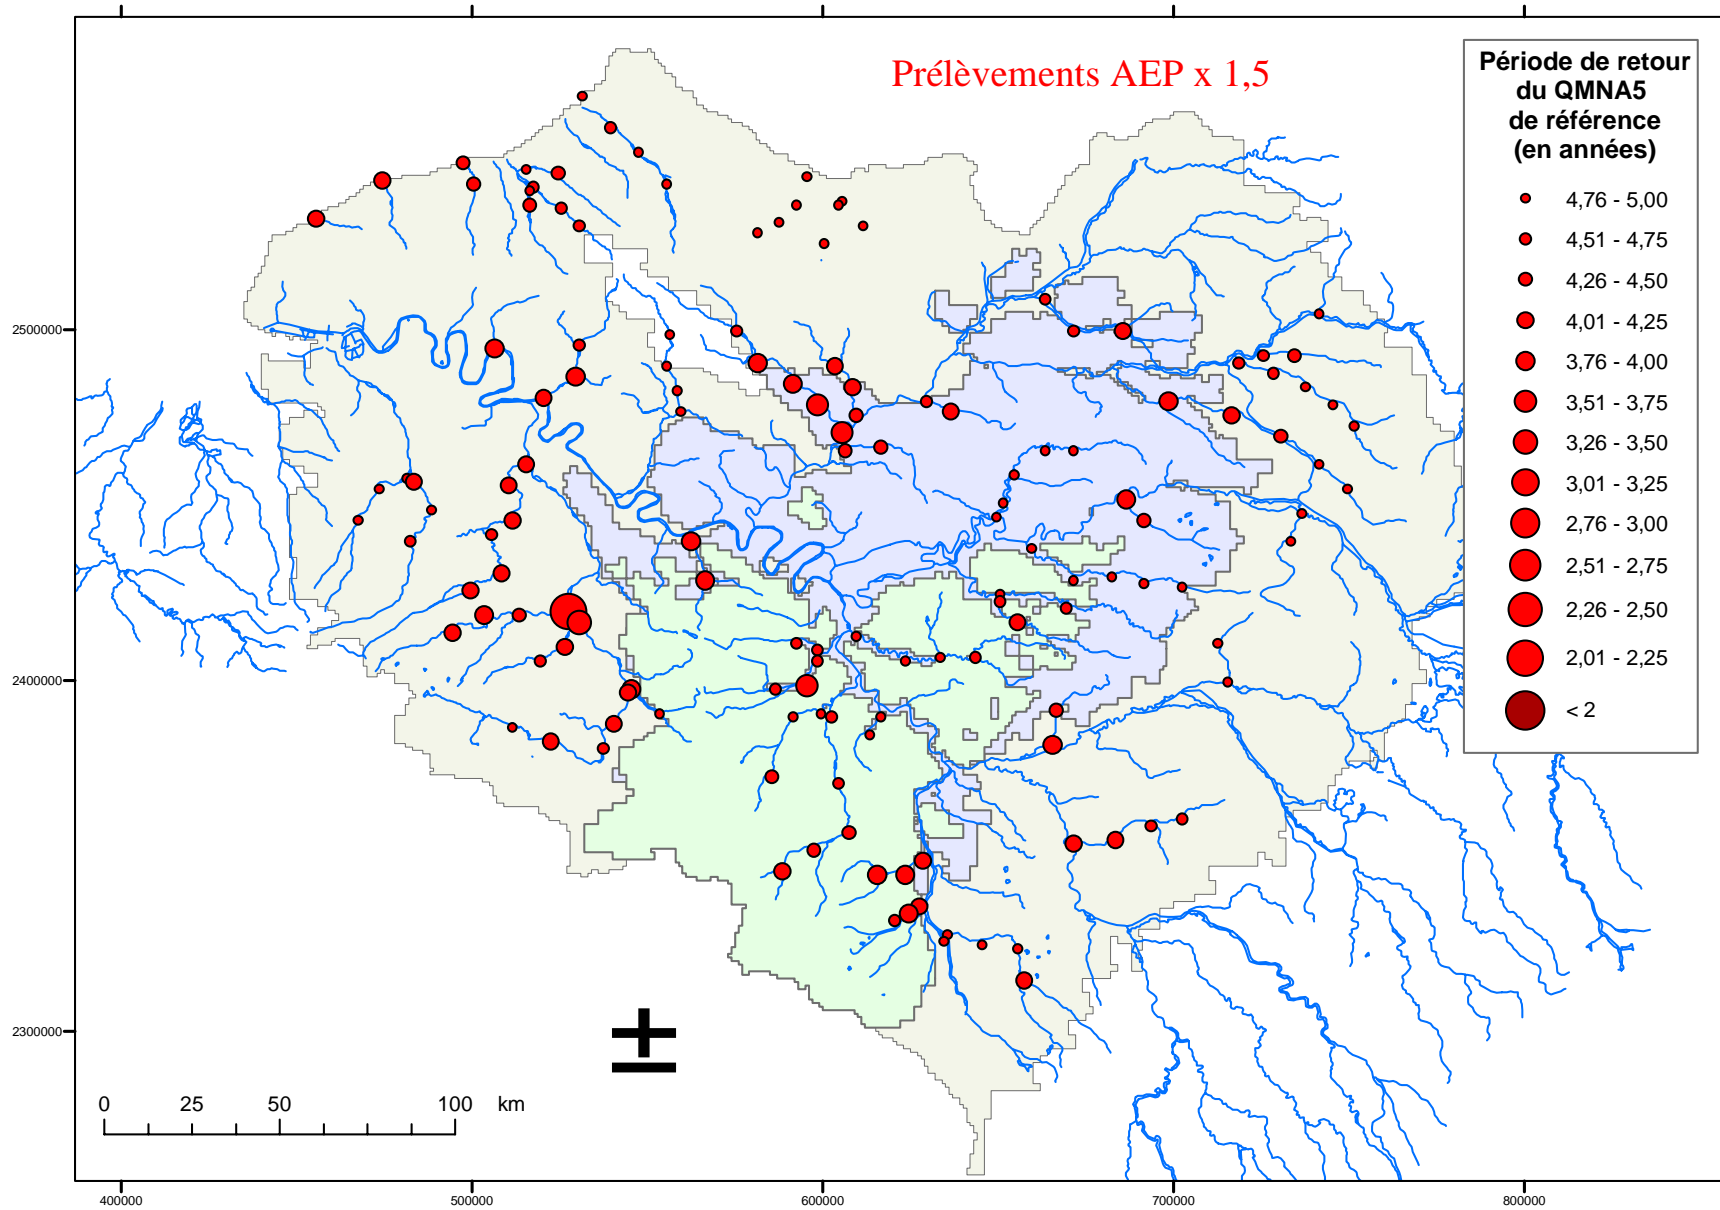 Prélèvements AEP x 1,5
Période de retour
du QMNA5
de référence
(en années)
4,76 - 5,00
4,51 - 4,75
4,26 - 4,50
4,01 - 4,25
3,76 - 4,00
3,51 - 3,75
3,26 - 3,50
3,01 - 3,25
2,76 - 3,00
2,51 - 2,75
2,26 - 2,50
2,01 - 2,25
< 2
2500000
2400000
2300000
0 25 50 100 km
400000 500000 600000 700000 800000